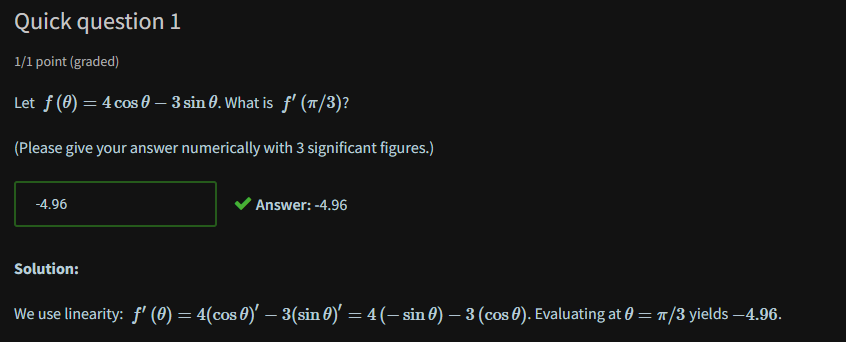 Quick question 1
1/1 point (graded)
Let f (θ) = 4 cos θ − 3 sin θ. What is f′ (π/3)?
(Please give your answer numerically with 3 significant figures.)
-4.96
✔ Answer: -4.96
Solution:
We use linearity: f′ (θ) = 4(cos θ)′ − 3(sin θ)′ = 4 (− sin θ) − 3 (cos θ). Evaluating at θ = π/3 yields −4.96.